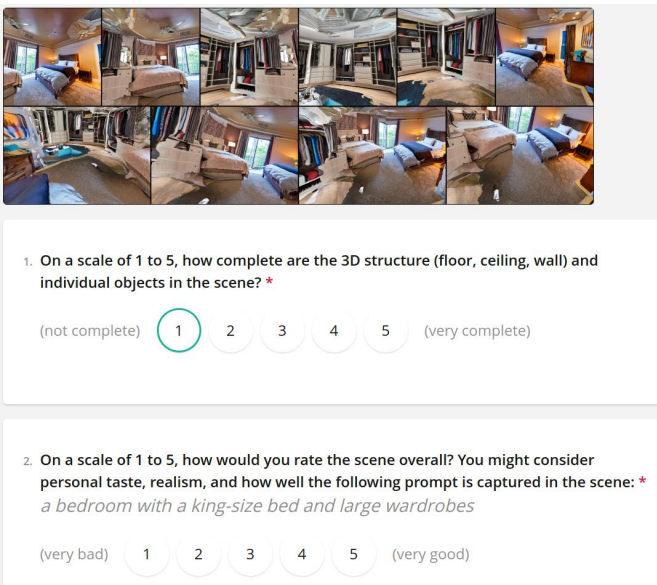 1. On a scale of 1 to 5, how complete are the 3D structure (floor, ceiling, wall) and
individual objects in the scene? *
(not complete) 1 2 3 4 5 (very complete)
2. On a scale of 1 to 5, how would you rate the scene overall? You might consider
personal taste, realism, and how well the following prompt is captured in the scene: *
a bedroom with a king-size bed and large wardrobes
(very bad) 1 2 3 4 5 (very good)